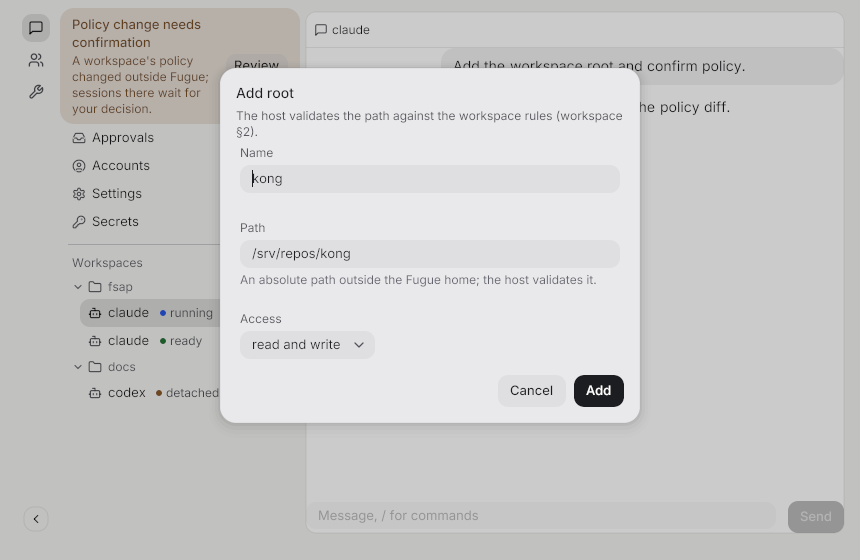 Policy change needs
confirmation
A workspace's policy
changed outside Fugue;
sessions there wait for
your decision.
Review
Approvals
Accounts
Settings
Secrets
Workspaces
fsap
claude running
claude ready
docs
codex detached
claude
Add the workspace root and confirm policy.
he policy diff.
Add root
The host validates the path against the workspace rules (workspace
§2).
Name
kong
Path
/srv/repos/kong
An absolute path outside the Fugue home; the host validates it.
Access
read and write
Cancel
Add
Message, / for commands
Send